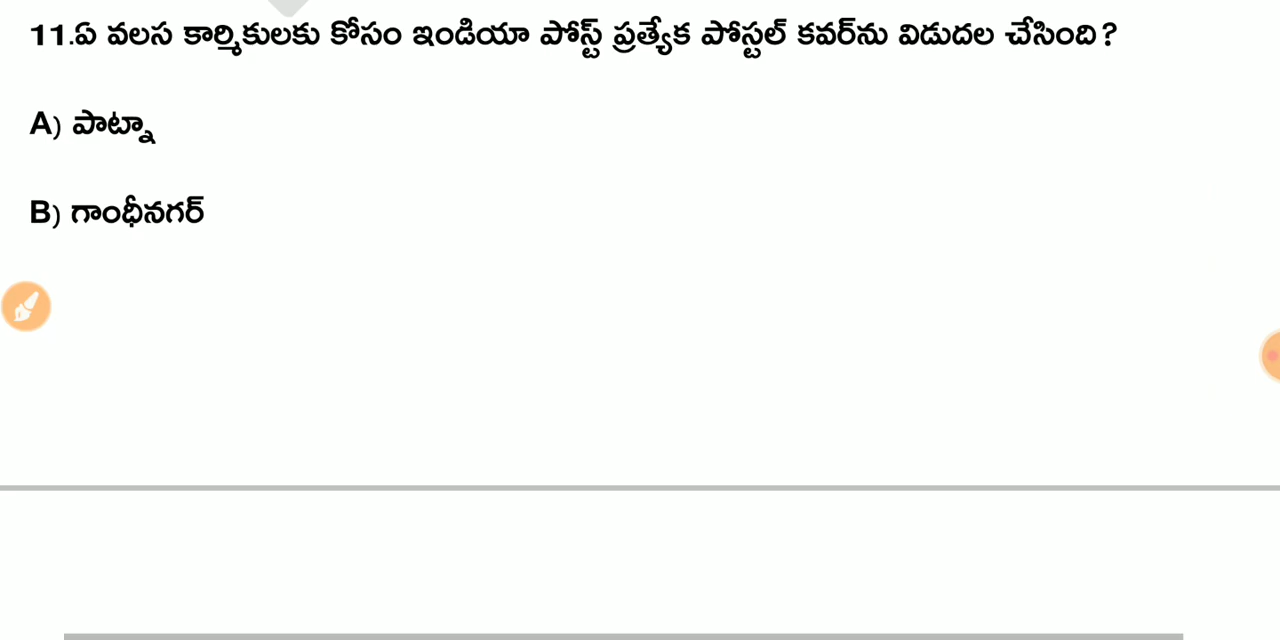 11.ఏ వలస కార్మికులకు కోసం ఇండియా పోస్ట్ ప్రత్యేక పోస్టల్ కవర్‌ను విడుదల చేసింది?
A) పాట్నా
B) గాంధీనగర్